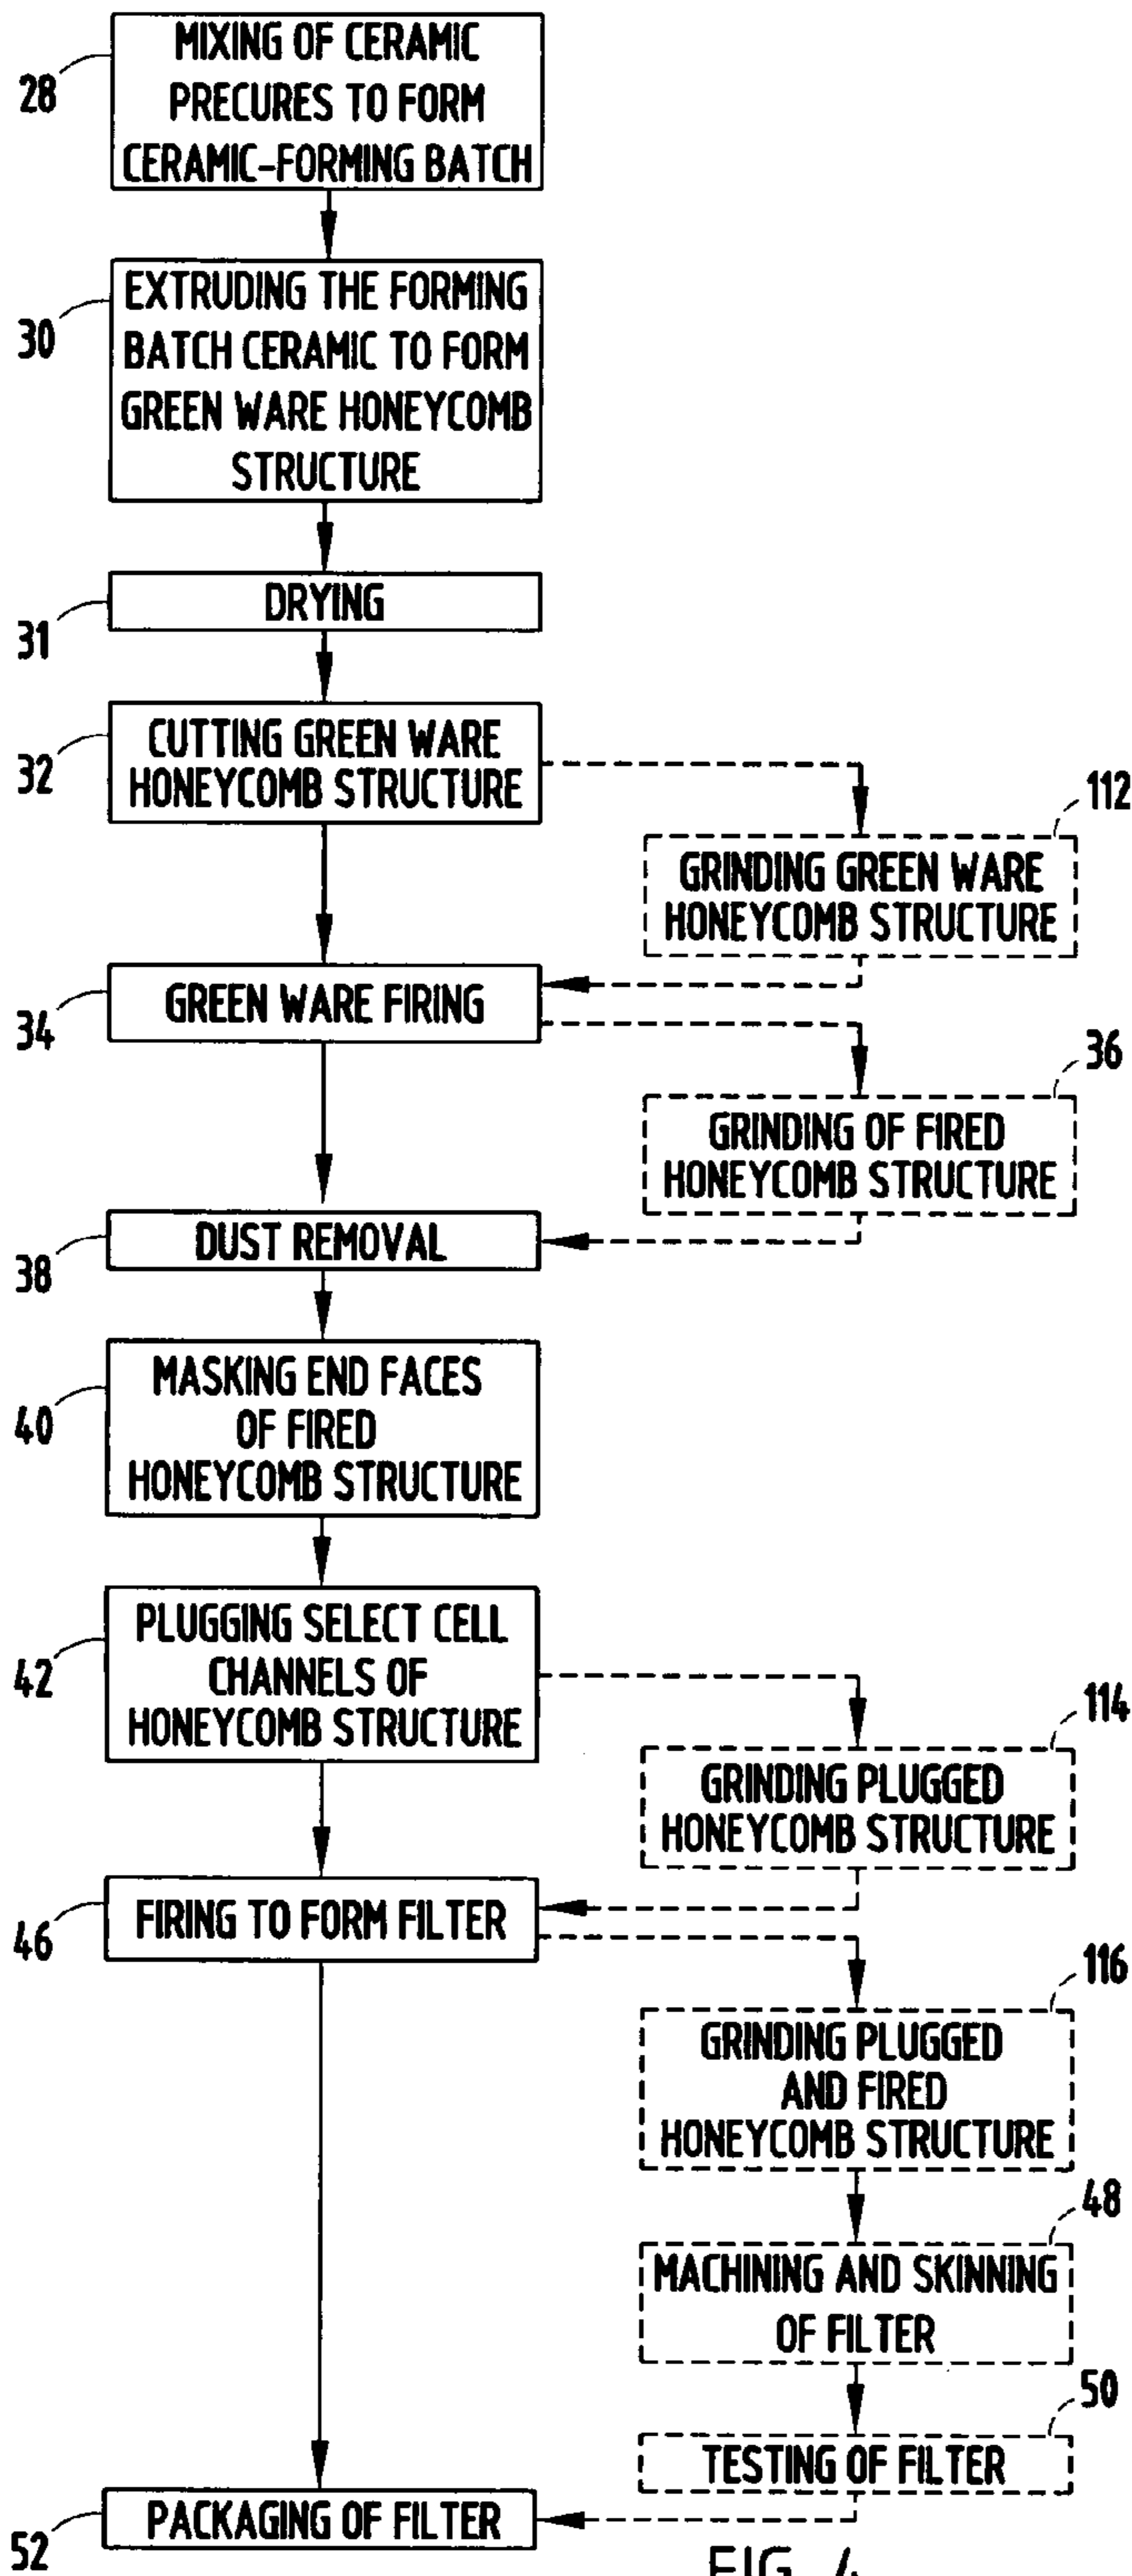 28
MIXING OF CERAMIC
PRECURES TO FORM
CERAMIC-FORMING BATCH
30
EXTRUDING THE FORMING
BATCH CERAMIC TO FORM
GREEN WARE HONEYCOMB
STRUCTURE
31
DRYING
32
CUTTING GREEN WARE
HONEYCOMB STRUCTURE
112
GRINDING GREEN WARE
HONEYCOMB STRUCTURE
34
GREEN WARE FIRING
36
GRINDING OF FIRED
HONEYCOMB STRUCTURE
38
DUST REMOVAL
40
MASKING END FACES
OF FIRED
HONEYCOMB STRUCTURE
42
PLUGGING SELECT CELL
CHANNELS OF
HONEYCOMB STRUCTURE
114
GRINDING PLUGGED
HONEYCOMB STRUCTURE
46
FIRING TO FORM FILTER
116
GRINDING PLUGGED
AND FIRED
HONEYCOMB STRUCTURE
48
MACHINING AND SKINNING
OF FILTER
50
TESTING OF FILTER
52
PACKAGING OF FILTER
FIG. 4